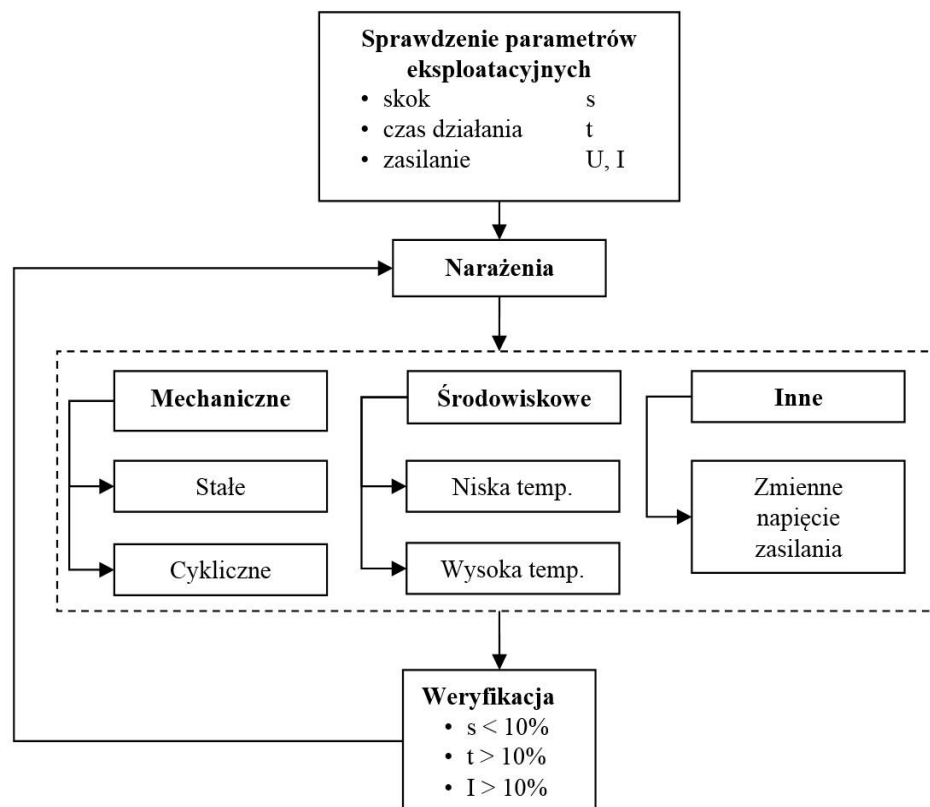 Sprawdzenie parametrów
eksploatacyjnych
• skok s
• czas działania t
• zasilanie U, I
Narażenia
Mechaniczne
Stałe
Cykliczne
Środowiskowe
Niska temp.
Wysoka temp.
Inne
Zmienne
napięcie
zasilania
Weryfikacja
• s < 10%
• t > 10%
• I > 10%